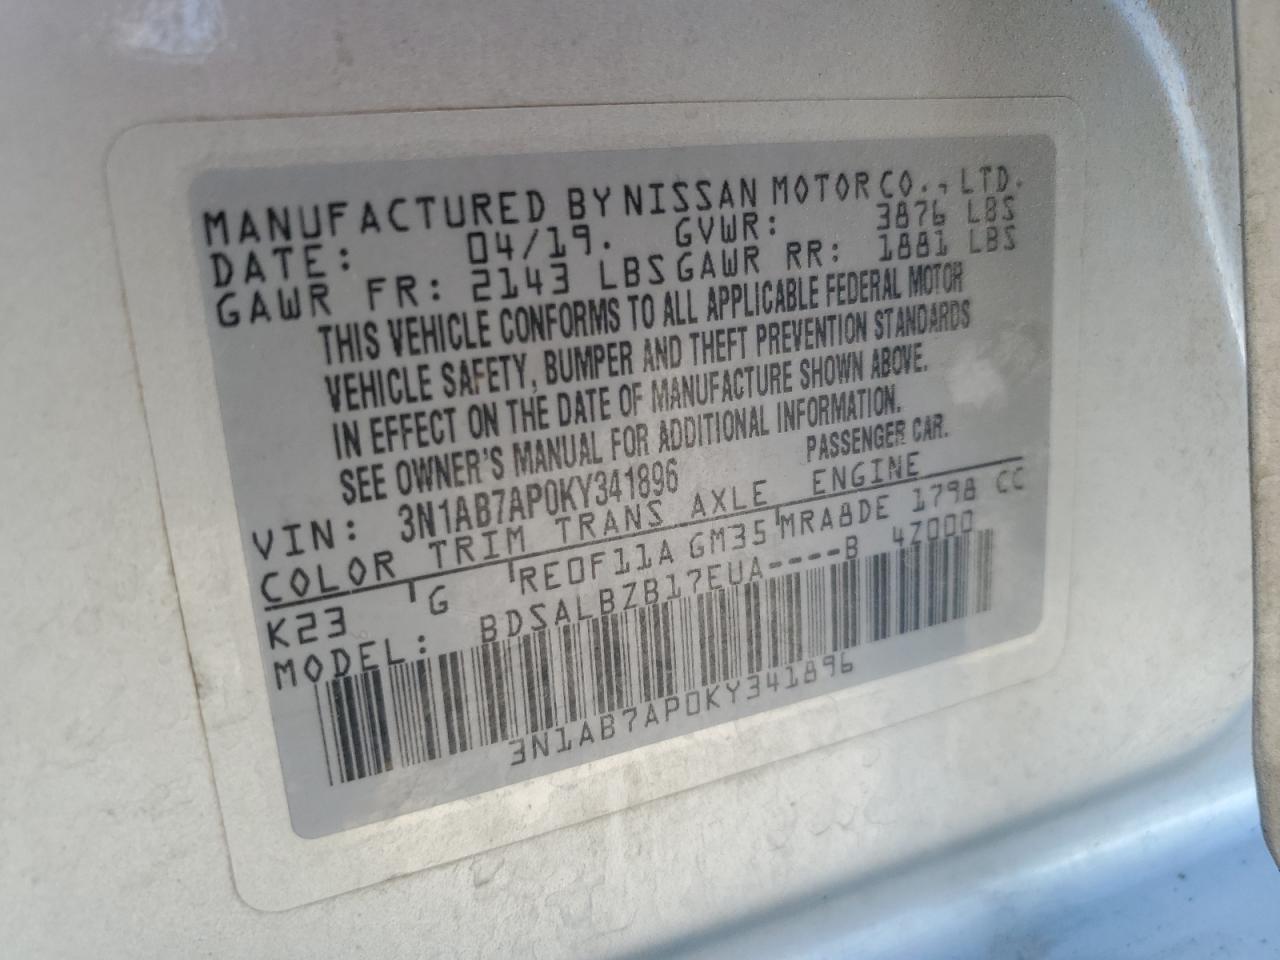 MANUFACTURED BY NISSAN MOTOR CO., LTD.
DATE: 04/19. GVWR: 3876 LBS
GAWR FR: 2143 LBS GAWR RR: 1881 LBS
THIS VEHICLE CONFORMS TO ALL APPLICABLE FEDERAL MOTOR
VEHICLE SAFETY, BUMPER AND THEFT PREVENTION STANDARDS
IN EFFECT ON THE DATE OF MANUFACTURE SHOWN ABOVE.
SEE OWNER'S MANUAL FOR ADDITIONAL INFORMATION.
VIN: 3N1AB7AP0KY341896 PASSENGER CAR.
COLOR TRIM TRANS AXLE ENGINE
K23 G RE0F11A GM35 MRA8DE 1798 CC
MODEL: BDSALBZB17EUA----B 4Z000
3N1AB7AP0KY341896